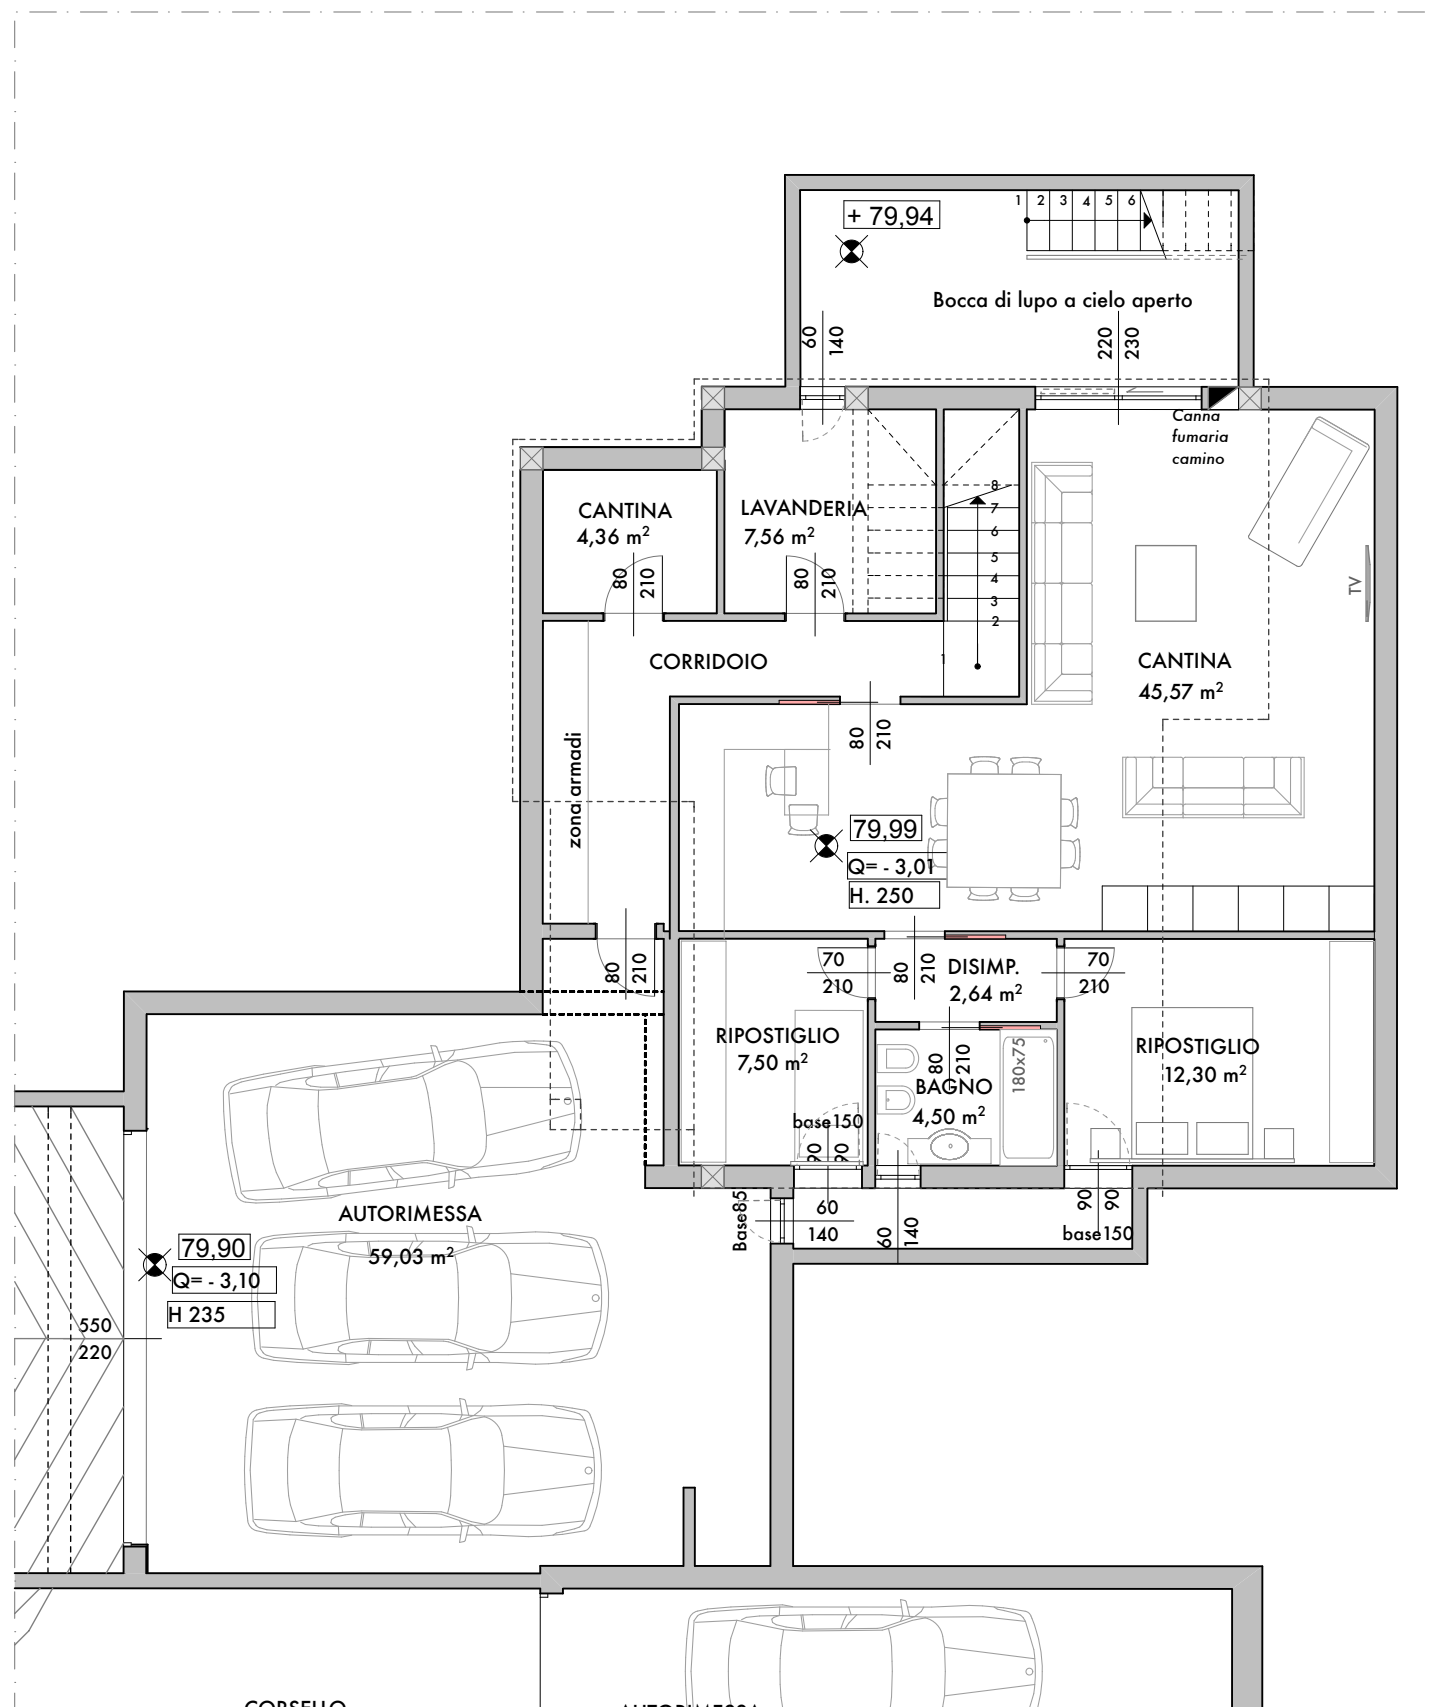 + 79,94
1 2 3 4 5 6
Bocca di lupo a cielo aperto
60
140
220
230
Canna
fumaria
camino
CANTINA
4,36 m²
80
210
LAVANDERIA
7,56 m²
80
210
8
7
6
5
4
3
2
1
TV
CORRIDOIO
CANTINA
45,57 m²
80
210
zona armadi
79,99
Q= - 3,01
H. 250
80
210
70
210
80
210
DISIMP.
2,64 m²
70
210
RIPOSTIGLIO
7,50 m²
80
210
180x75
BAGNO
4,50 m²
RIPOSTIGLIO
12,30 m²
base150
90
90
Base85
60
140
60
140
90
90
base150
AUTORIMESSA
59,03 m²
79,90
Q= - 3,10
H 235
550
220
CORSELLO
AUTORIMESSA